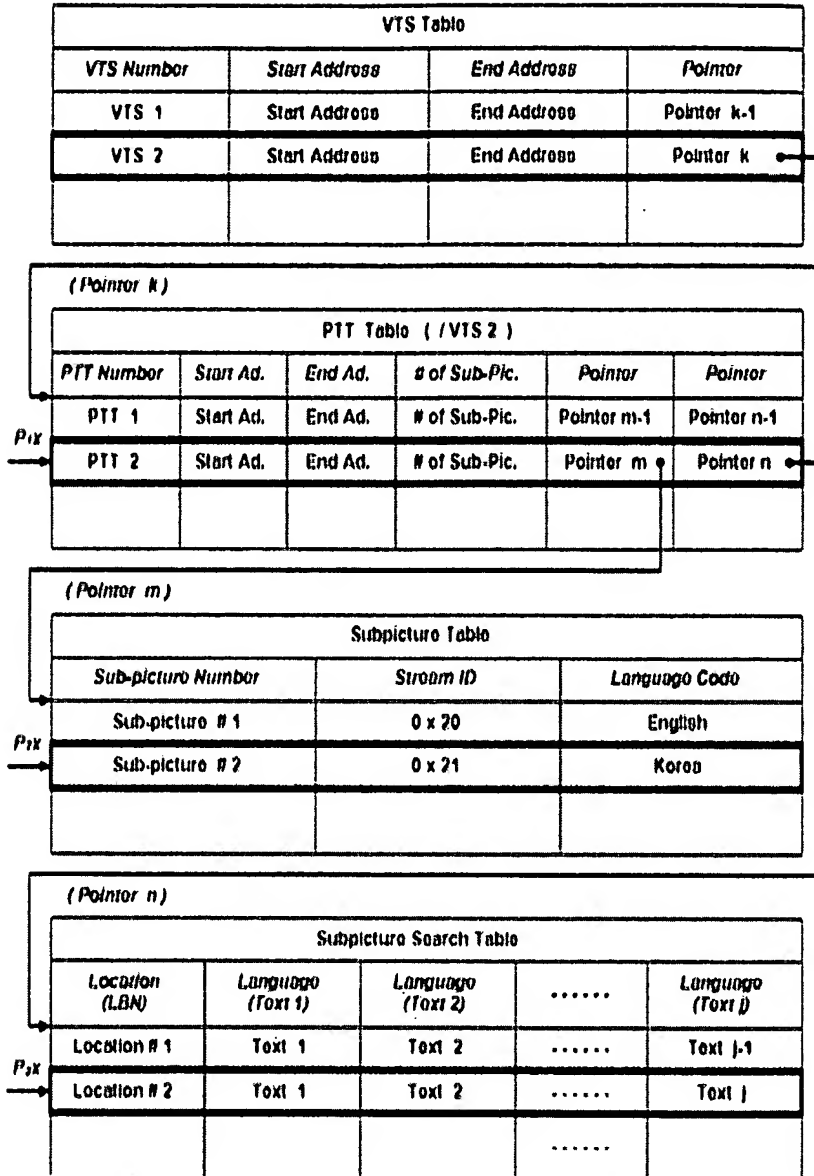 VTS Table
VTS Number Start Address End Address Pointer
VTS 1 Start Address End Address Pointer k-1
VTS 2 Start Address End Address Pointer k
(Pointer k)
PTT Table ( / VTS 2 )
PTT Number Start Ad. End Ad. # of Sub-Pic. Pointer Pointer
PTT 1 Start Ad. End Ad. # of Sub-Pic. Pointer m-1 Pointer n-1
P1x
PTT 2 Start Ad. End Ad. # of Sub-Pic. Pointer m Pointer n
(Pointer m)
Subpicture Table
Sub-picture Number Stream ID Language Code
Sub-picture # 1 0 x 20 English
P2x
Sub-picture # 2 0 x 21 Korea
(Pointer n)
Subpicture Search Table
Location (LBN) Language (Text 1) Language (Text 2) ...... Language (Text j)
Location # 1 Text 1 Text 2 ...... Text j-1
P3x
Location # 2 Text 1 Text 2 ...... Text j
......